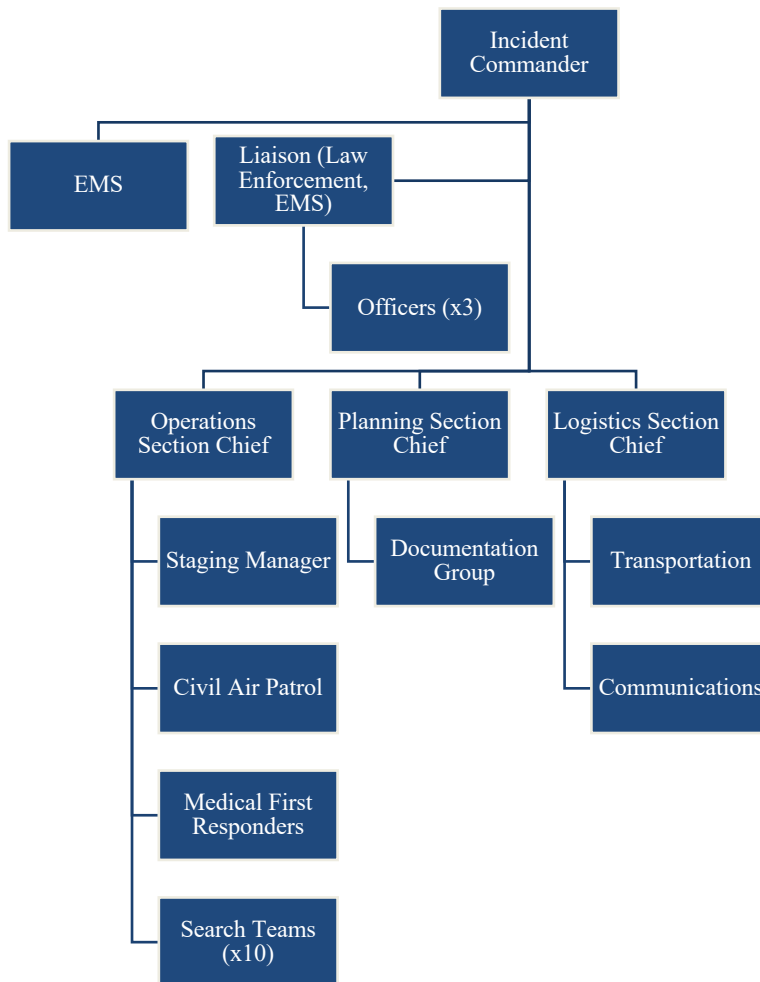 Incident
Commander
EMS
Liaison (Law
Enforcement,
EMS)
Officers (x3)
Operations
Section Chief
Planning Section
Chief
Logistics Section
Chief
Staging Manager
Documentation
Group
Transportation
Civil Air Patrol
Communications
Medical First
Responders
Search Teams
(x10)